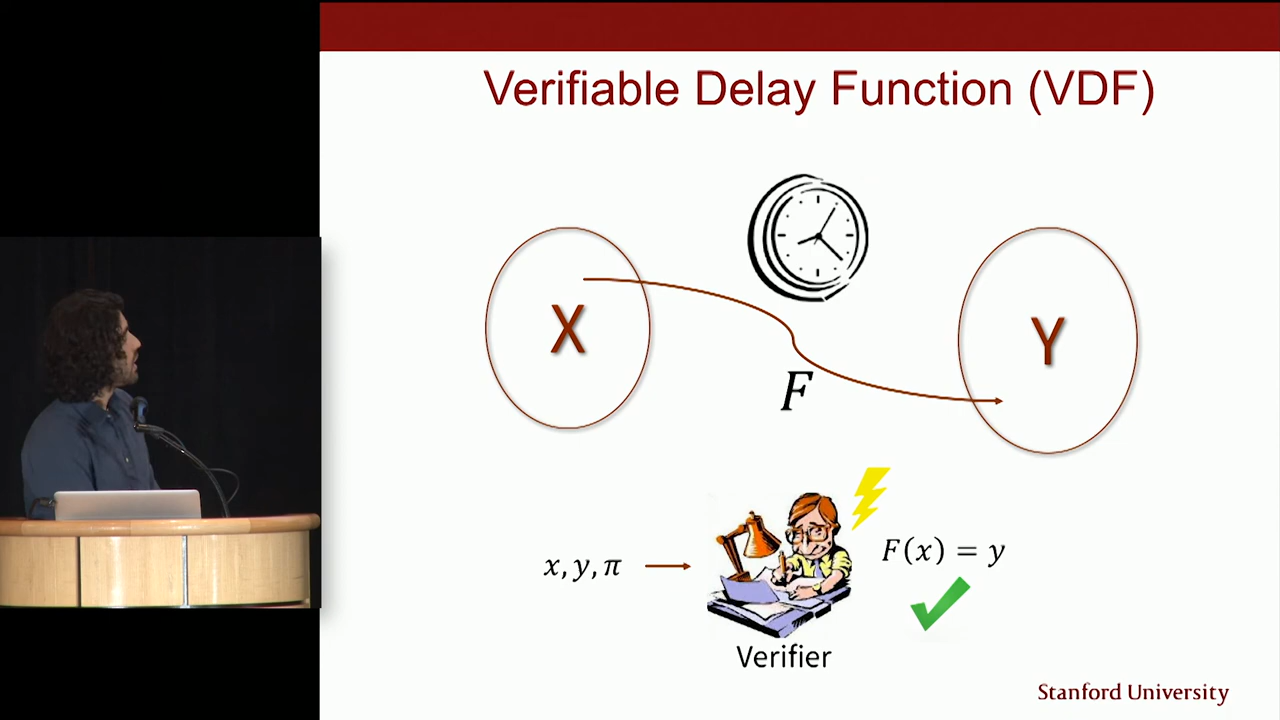 Verifiable Delay Function (VDF)
X
Y
F
x, y, π
F(x) = y
Verifier
Stanford University